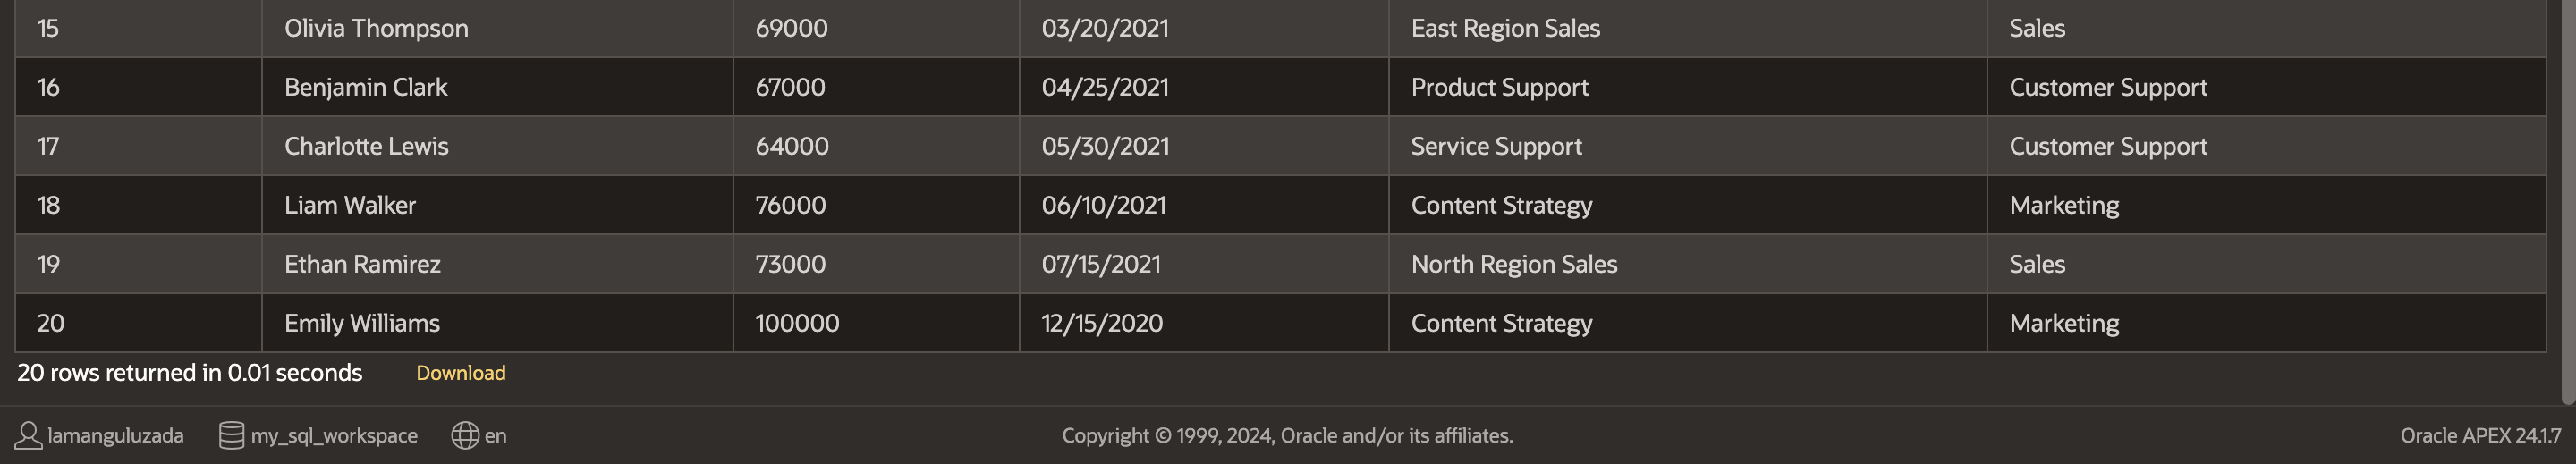 15 Olivia Thompson 69000 03/20/2021 East Region Sales Sales
16 Benjamin Clark 67000 04/25/2021 Product Support Customer Support
17 Charlotte Lewis 64000 05/30/2021 Service Support Customer Support
18 Liam Walker 76000 06/10/2021 Content Strategy Marketing
19 Ethan Ramirez 73000 07/15/2021 North Region Sales Sales
20 Emily Williams 100000 12/15/2020 Content Strategy Marketing
20 rows returned in 0.01 seconds Download
lamanguluzada my_sql_workspace en Copyright © 1999, 2024, Oracle and/or its affiliates. Oracle APEX 24.1.7